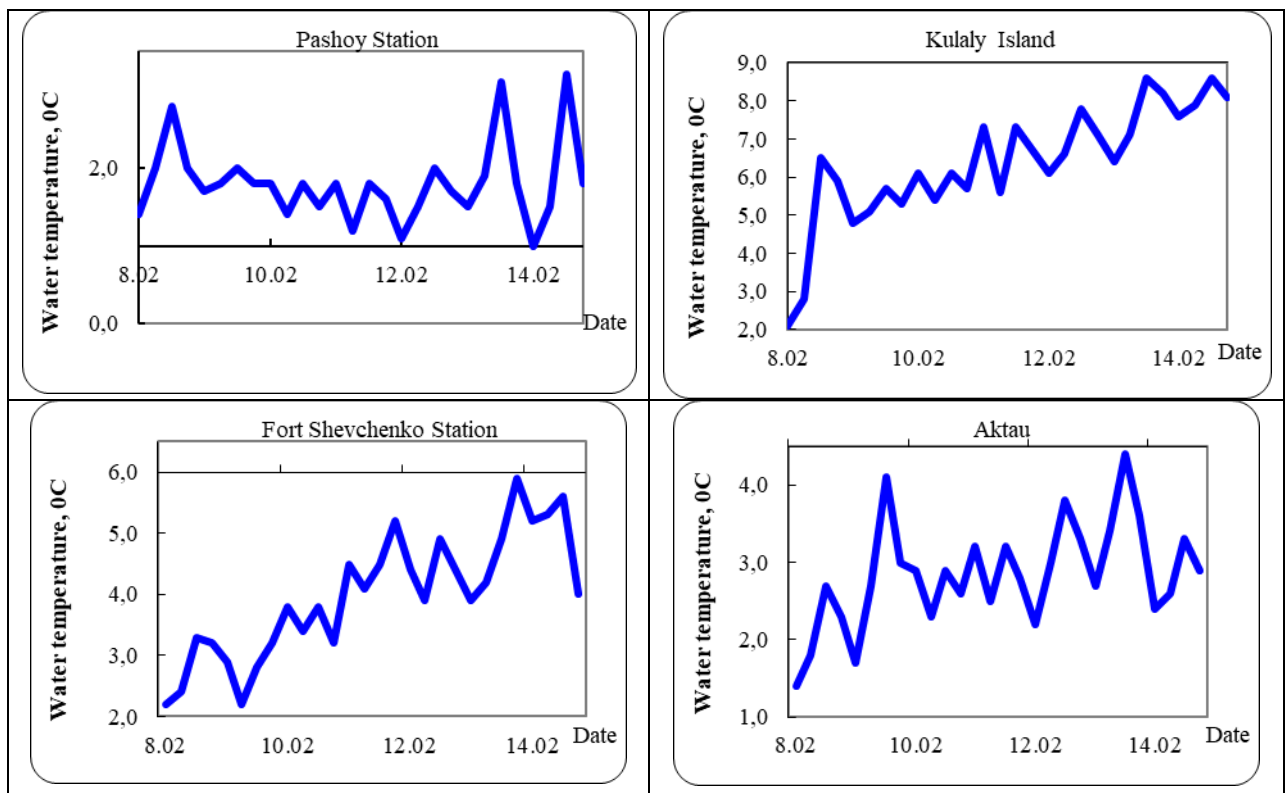 Pashoy Station
Water temperature, 0C
2,0
0,0
8.02 10.02 12.02 14.02
Date
Kulaly Island
Water temperature, 0C
9,0
8,0
7,0
6,0
5,0
4,0
3,0
2,0
8.02 10.02 12.02 14.02
Date
Fort Shevchenko Station
Water temperature, 0C
6,0
5,0
4,0
3,0
2,0
8.02 10.02 12.02 14.02
Date
Aktau
Water temperature, 0C
4,0
3,0
2,0
1,0
8.02 10.02 12.02 14.02
Date